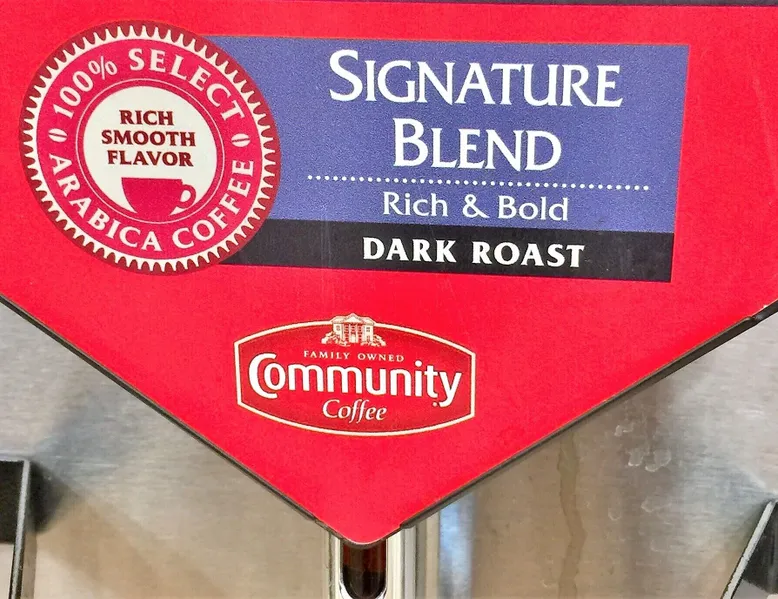 100% SELECT
ARABICA COFFEE
RICH
SMOOTH
FLAVOR
SIGNATURE
BLEND
Rich & Bold
DARK ROAST
FAMILY OWNED
Community
Coffee